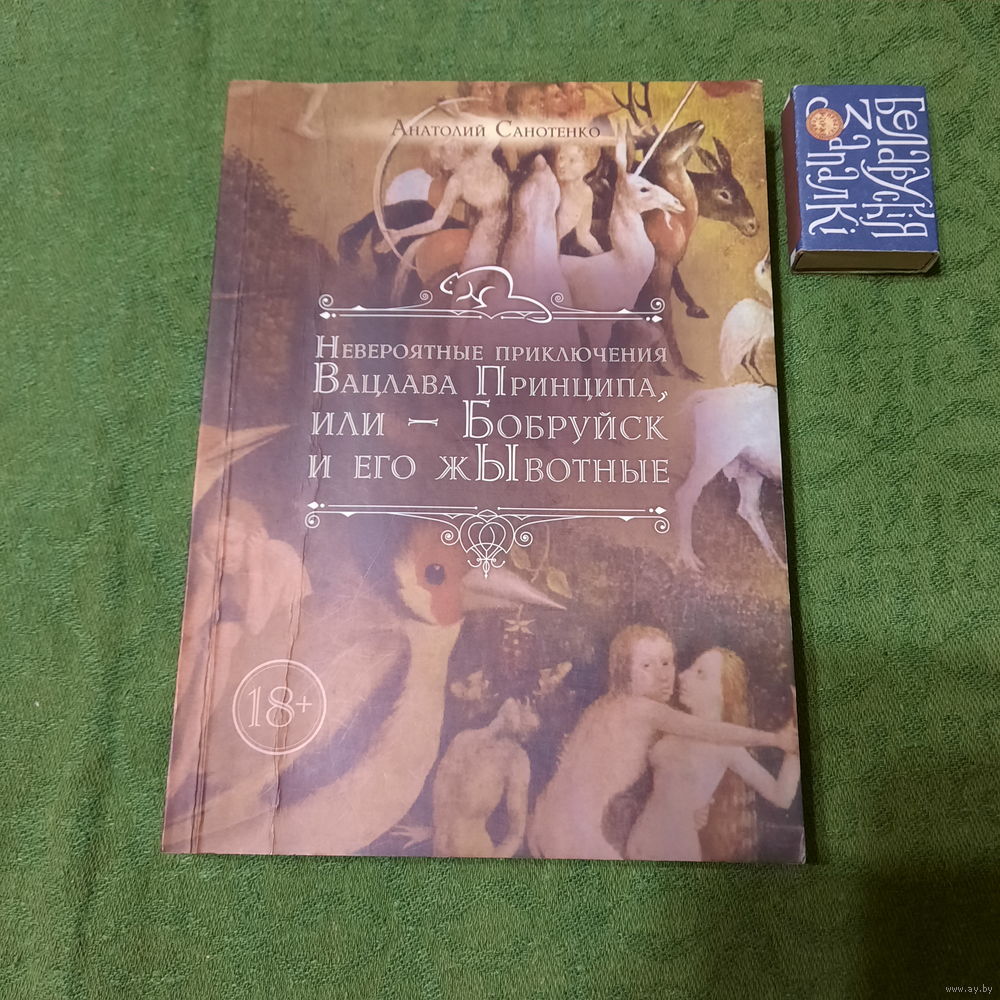 Анатолий Санотенко
Невероятные приключения
Вацлава Принципа,
или – Бобруйск
и его жЫвотные
18+
Беларускія
запалкі
www.ay.by